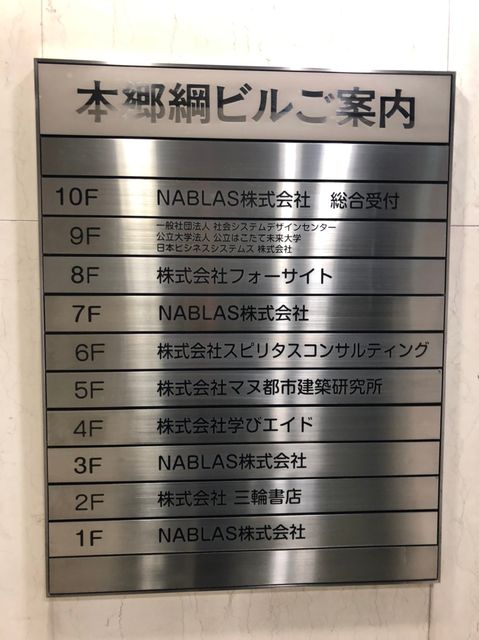 本郷綱ビルご案内
10F NABLAS株式会社 総合受付
9F 一般社団法人 社会システムデザインセンター
公立大学法人 公立はこだて未来大学
日本ビジネスシステムズ 株式会社
8F 株式会社フォーサイト
7F NABLAS株式会社
6F 株式会社スピリタスコンサルティング
5F 株式会社マヌ都市建築研究所
4F 株式会社学びエイド
3F NABLAS株式会社
2F 株式会社 三輪書店
1F NABLAS株式会社